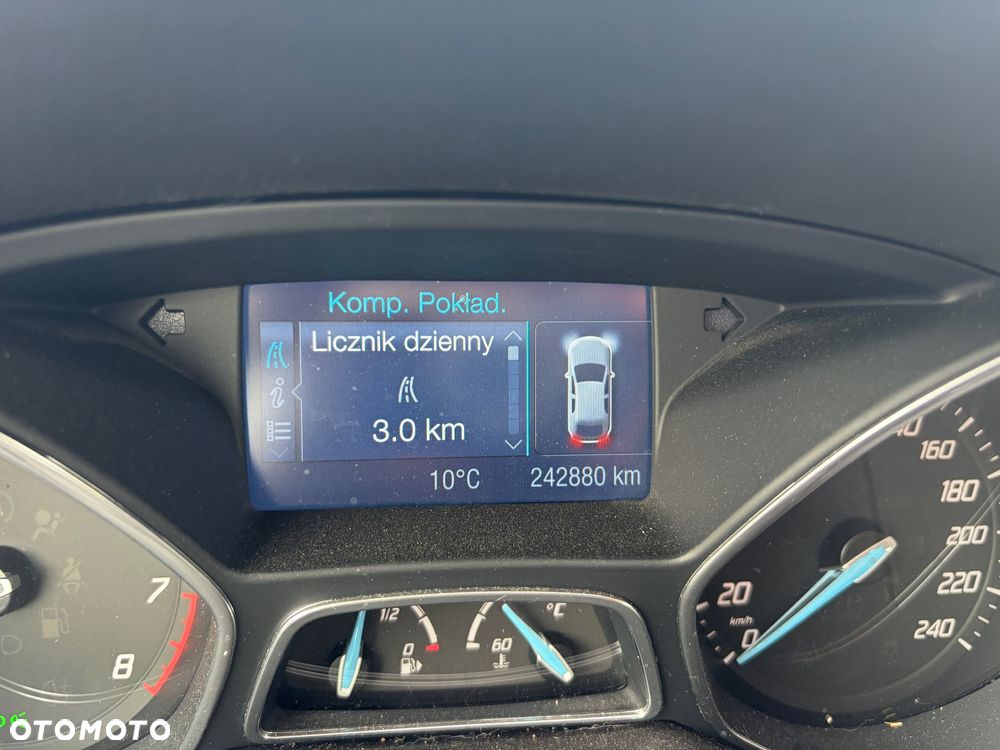 Komp. Pokład.
Licznik dzienny
3.0 km
10°C 242880 km
7
8
1/2
0
60
°C
20
km/h
0
160
180
200
220
240
OTOMOTO